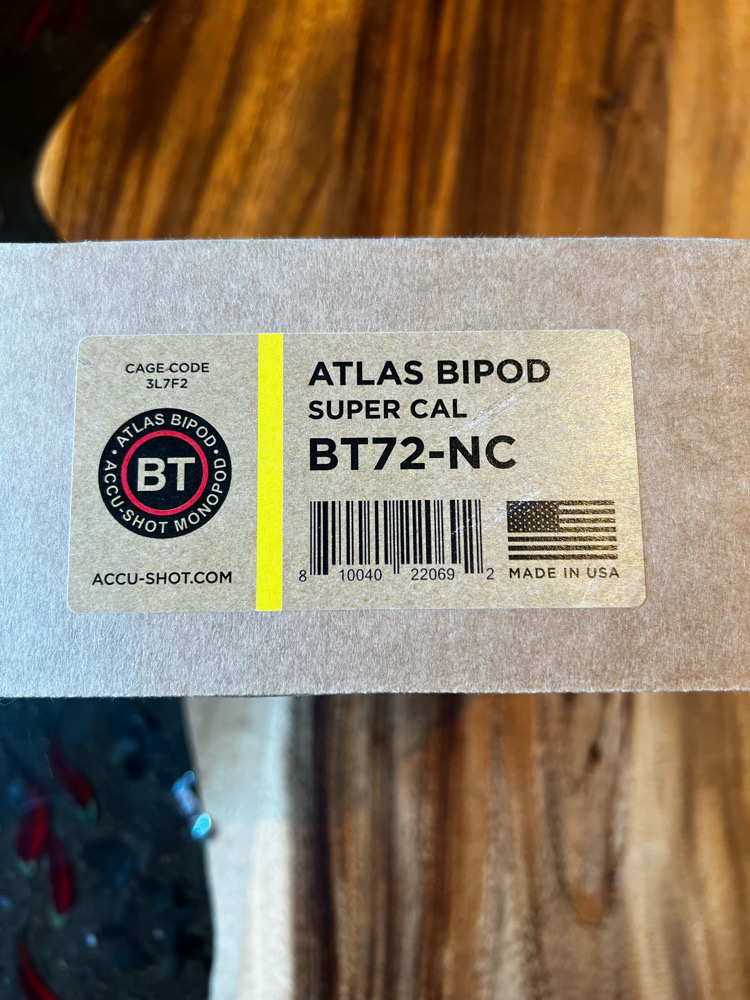 CAGE CODE
3L7F2
• ATLAS BIPOD •
BT
ACCU-SHOT MONOPOD
ACCU-SHOT.COM
ATLAS BIPOD
SUPER CAL
BT72-NC
8 10040 22069 2
MADE IN USA